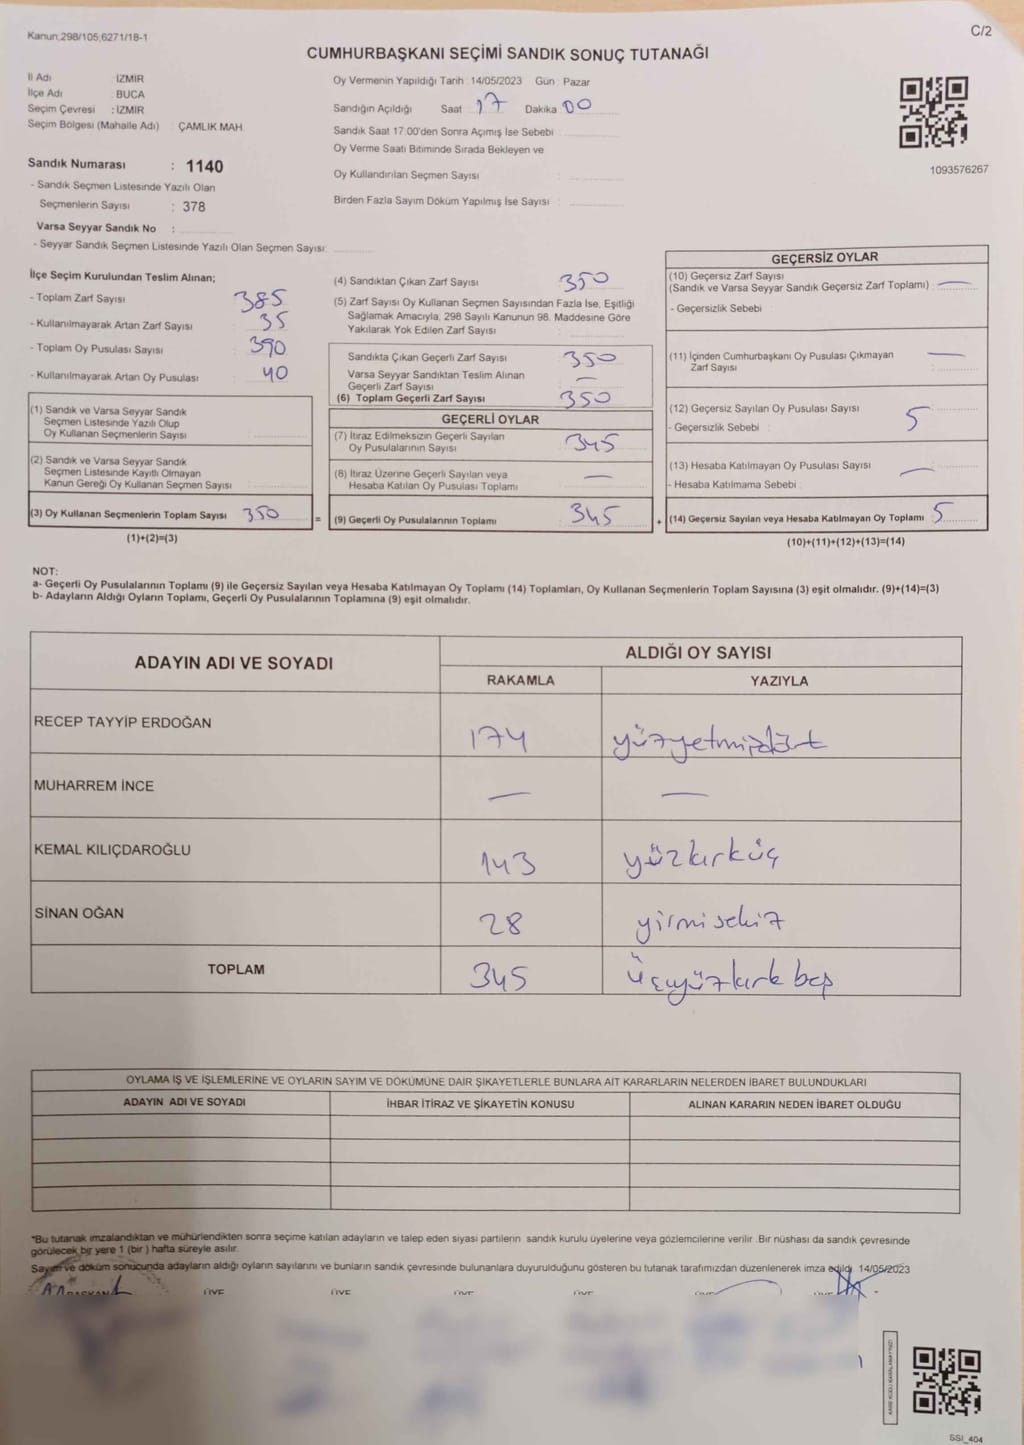 Kanun;298/105;6271/18-1
C/2
CUMHURBAŞKANI SEÇİMİ SANDIK SONUÇ TUTANAĞI
İl Adı : İZMİR
İlçe Adı : BUCA
Seçim Çevresi : İZMİR
Seçim Bölgesi (Mahalle Adı) : ÇAMLIK MAH.
Oy Vermenin Yapıldığı Tarih : 14/05/2023 Gün : Pazar
Sandığın Açıldığı Saat 17 Dakika 00
Sandık Saat 17:00'den Sonra Açımış İse Sebebi
Oy Verme Saati Bitiminde Sırada Bekleyen ve
Oy Kullandırılan Seçmen Sayısı :
Birden Fazla Sayım Döküm Yapılmış İse Sayısı :
1093576267
Sandık Numarası : 1140
- Sandık Seçmen Listesinde Yazılı Olan
Seçmenlerin Sayısı : 378
Varsa Seyyar Sandık No :
- Seyyar Sandık Seçmen Listesinde Yazılı Olan Seçmen Sayısı:
İlçe Seçim Kurulundan Teslim Alınan;
- Toplam Zarf Sayısı 385
- Kullanılmayarak Artan Zarf Sayısı 35
- Toplam Oy Pusulası Sayısı 390
- Kullanılmayarak Artan Oy Pusulası 40
(1) Sandık ve Varsa Seyyar Sandık
Seçmen Listesinde Yazılı Olup
Oy Kullanan Seçmenlerin Sayısı :
(2) Sandık ve Varsa Seyyar Sandık
Seçmen Listesinde Kayıtlı Olmayan
Kanun Gereği Oy Kullanan Seçmen Sayısı :
(3) Oy Kullanan Seçmenlerin Toplam Sayısı 350
(1)+(2)=(3)
(4) Sandıktan Çıkan Zarf Sayısı 350
(5) Zarf Sayısı Oy Kullanan Seçmen Sayısından Fazla İse, Eşitliği
Sağlamak Amacıyla, 298 Sayılı Kanunun 98. Maddesine Göre
Yakılarak Yok Edilen Zarf Sayısı :
Sandıkta Çıkan Geçerli Zarf Sayısı 350
Varsa Seyyar Sandıktan Teslim Alınan
Geçerli Zarf Sayısı —
(6) Toplam Geçerli Zarf Sayısı 350
GEÇERLİ OYLAR
(7) İtiraz Edilmeksizin Geçerli Sayılan
Oy Pusulalarının Sayısı 345
(8) İtiraz Üzerine Geçerli Sayılan veya
Hesaba Katılan Oy Pusulası Toplamı —
= (9) Geçerli Oy Pusulalarının Toplamı 345
GEÇERSİZ OYLAR
(10) Geçersiz Zarf Sayısı
(Sandık ve Varsa Seyyar Sandık Geçersiz Zarf Toplamı) : —
- Geçersizlik Sebebi :
(11) İçinden Cumhurbaşkanı Oy Pusulası Çıkmayan
Zarf Sayısı —
(12) Geçersiz Sayılan Oy Pusulası Sayısı 5
- Geçersizlik Sebebi :
(13) Hesaba Katılmayan Oy Pusulası Sayısı —
- Hesaba Katılmama Sebebi :
+ (14) Geçersiz Sayılan veya Hesaba Katılmayan Oy Toplamı 5
(10)+(11)+(12)+(13)=(14)
NOT:
a- Geçerli Oy Pusulalarının Toplamı (9) ile Geçersiz Sayılan veya Hesaba Katılmayan Oy Toplamı (14) Toplamları, Oy Kullanan Seçmenlerin Toplam Sayısına (3) eşit olmalıdır. (9)+(14)=(3)
b- Adayların Aldığı Oyların Toplamı, Geçerli Oy Pusulalarının Toplamına (9) eşit olmalıdır.
ADAYIN ADI VE SOYADI
ALDIĞI OY SAYISI
RAKAMLA YAZIYLA
RECEP TAYYİP ERDOĞAN 174 yüzyetmişdört
MUHARREM İNCE — —
KEMAL KILIÇDAROĞLU 143 yüzkırküç
SİNAN OĞAN 28 yirmisekiz
TOPLAM 345 üçyüzkırk beş
OYLAMA İŞ VE İŞLEMLERİNE VE OYLARIN SAYIM VE DÖKÜMÜNE DAİR ŞİKAYETLERLE BUNLARA AİT KARARLARIN NELERDEN İBARET BULUNDUKLARI
ADAYIN ADI VE SOYADI İHBAR İTİRAZ VE ŞİKAYETİN KONUSU ALINAN KARARIN NEDEN İBARET OLDUĞU
"Bu tutanak imzalandıktan ve mühürlendikten sonra seçime katılan adayların ve talep eden siyasi partilerin sandık kurulu üyelerine veya gözlemcilerine verilir. Bir nüshası da sandık çevresinde
görülecek bir yere 1 (bir ) hafta süreyle asılır.
Sayım ve döküm sonucunda adayların aldığı oyların sayılarını ve bunların sandık çevresinde bulunanlara duyurulduğunu gösteren bu tutanak tarafımızdan düzenlenerek imza edildi. 14/05/2023
BAŞKAN ÜYE ÜYE ÜYE ÜYE
SSI_404